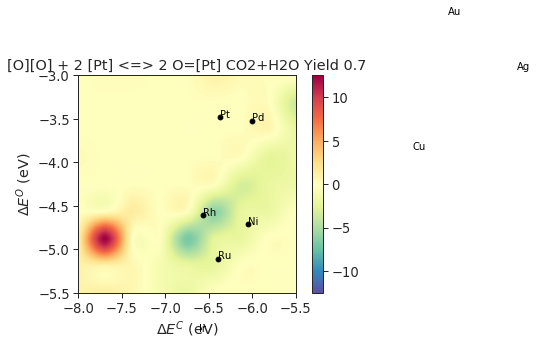 Au
[O][O] + 2 [Pt] <=> 2 O=[Pt] CO2+H2O Yield 0.7
Ag
−3.0
−3.5
−4.0
−4.5
−5.0
−5.5
ΔE^O (eV)
Pt
Pd
Cu
Rh
Ni
Ru
Ir
−8.0 −7.5 −7.0 −6.5 −6.0 −5.5
ΔE^C (eV)
10
5
0
−5
−10